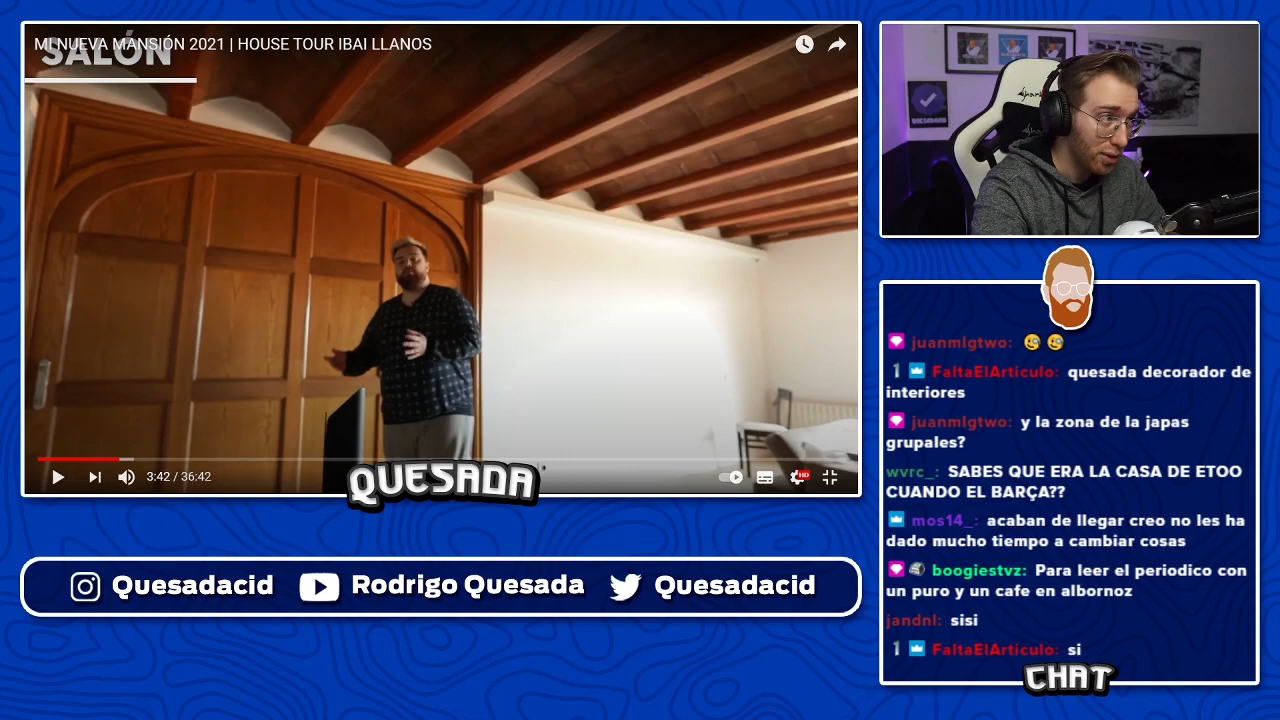 MI NUEVA MANSIÓN 2021 | HOUSE TOUR IBAI LLANOS
SALÓN
3:42 / 36:42
HD
QUESADA
Quesadacid
Rodrigo Quesada
Quesadacid
juanmlgtwo:
FaltaElArticulo: quesada decorador de
interiores
juanmlgtwo: y la zona de la japas
grupales?
wvrc_: SABES QUE ERA LA CASA DE ETOO
CUANDO EL BARÇA??
mos14_: acaban de llegar creo no les ha
dado mucho tiempo a cambiar cosas
boogiestvz: Para leer el periodico con
un puro y un cafe en albornoz
jandnl: sisi
FaltaElArticulo: si
CHAT